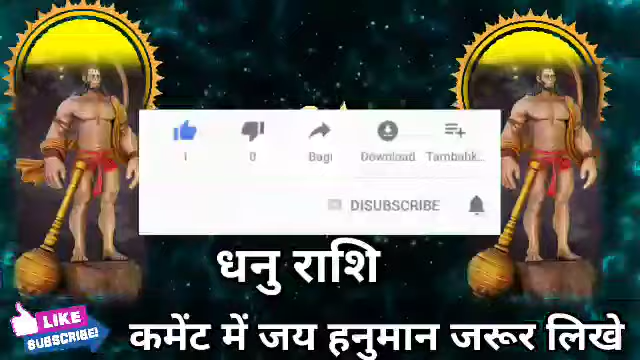 1 0 Bagi Download Tambahk...
DISUBSCRIBE
धनु राशि
LIKE
SUBSCRIBE!
कमेंट में जय हनुमान जरूर लिखे